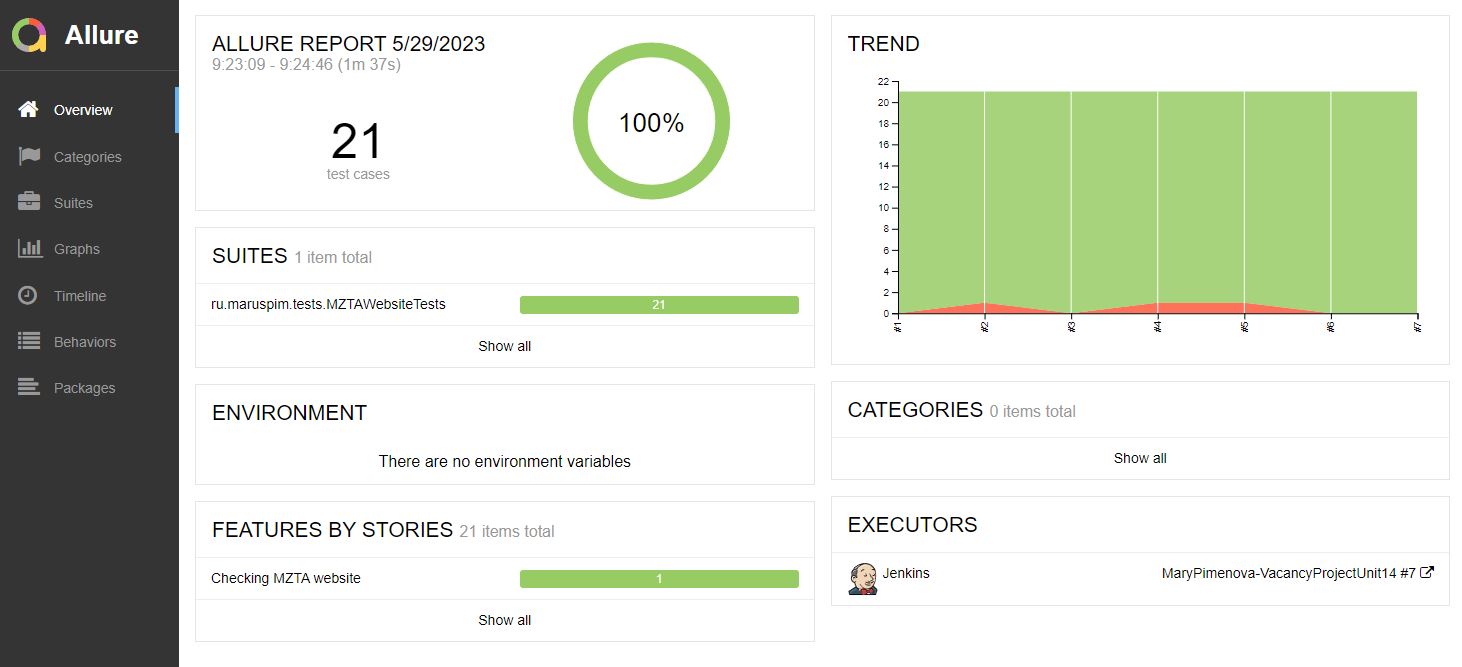 Allure
Overview
Categories
Suites
Graphs
Timeline
Behaviors
Packages
ALLURE REPORT 5/29/2023
9:23:09 - 9:24:46 (1m 37s)
21
test cases
100%
SUITES 1 item total
ru.maruspim.tests.MZTAWebsiteTests 21
Show all
ENVIRONMENT
There are no environment variables
FEATURES BY STORIES 21 items total
Checking MZTA website 1
Show all
TREND
22
20
18
16
14
12
10
8
6
4
2
0
#1 #2 #3 #4 #5 #6 #7
CATEGORIES 0 items total
Show all
EXECUTORS
Jenkins MaryPimenova-VacancyProjectUnit14 #7